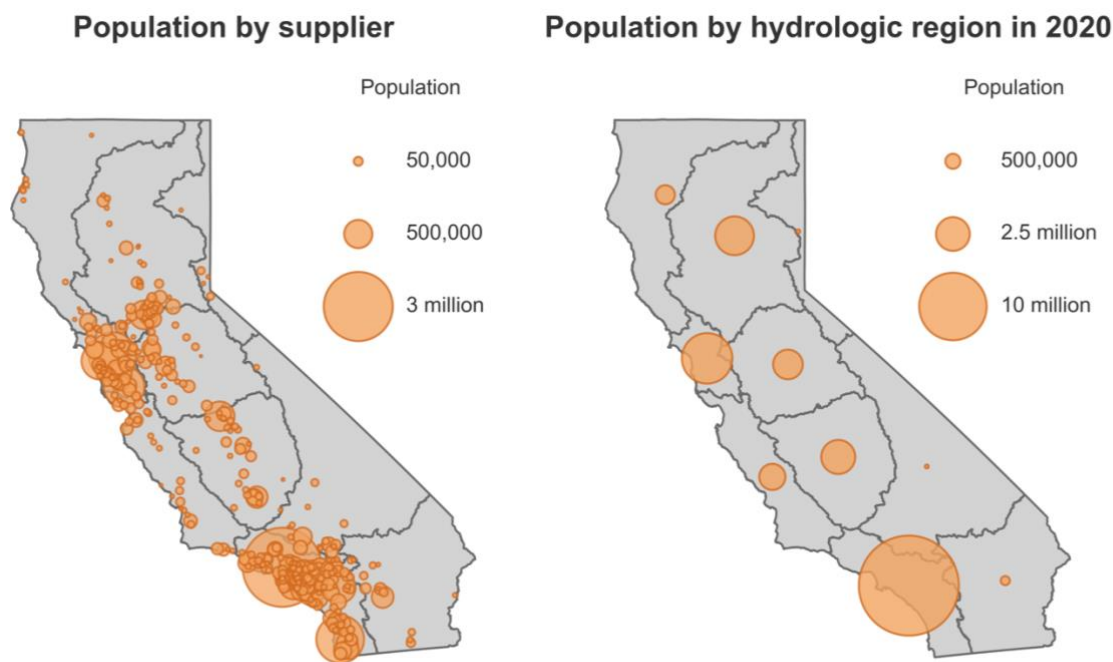 Population by supplier
Population
50,000
500,000
3 million
Population by hydrologic region in 2020
Population
500,000
2.5 million
10 million